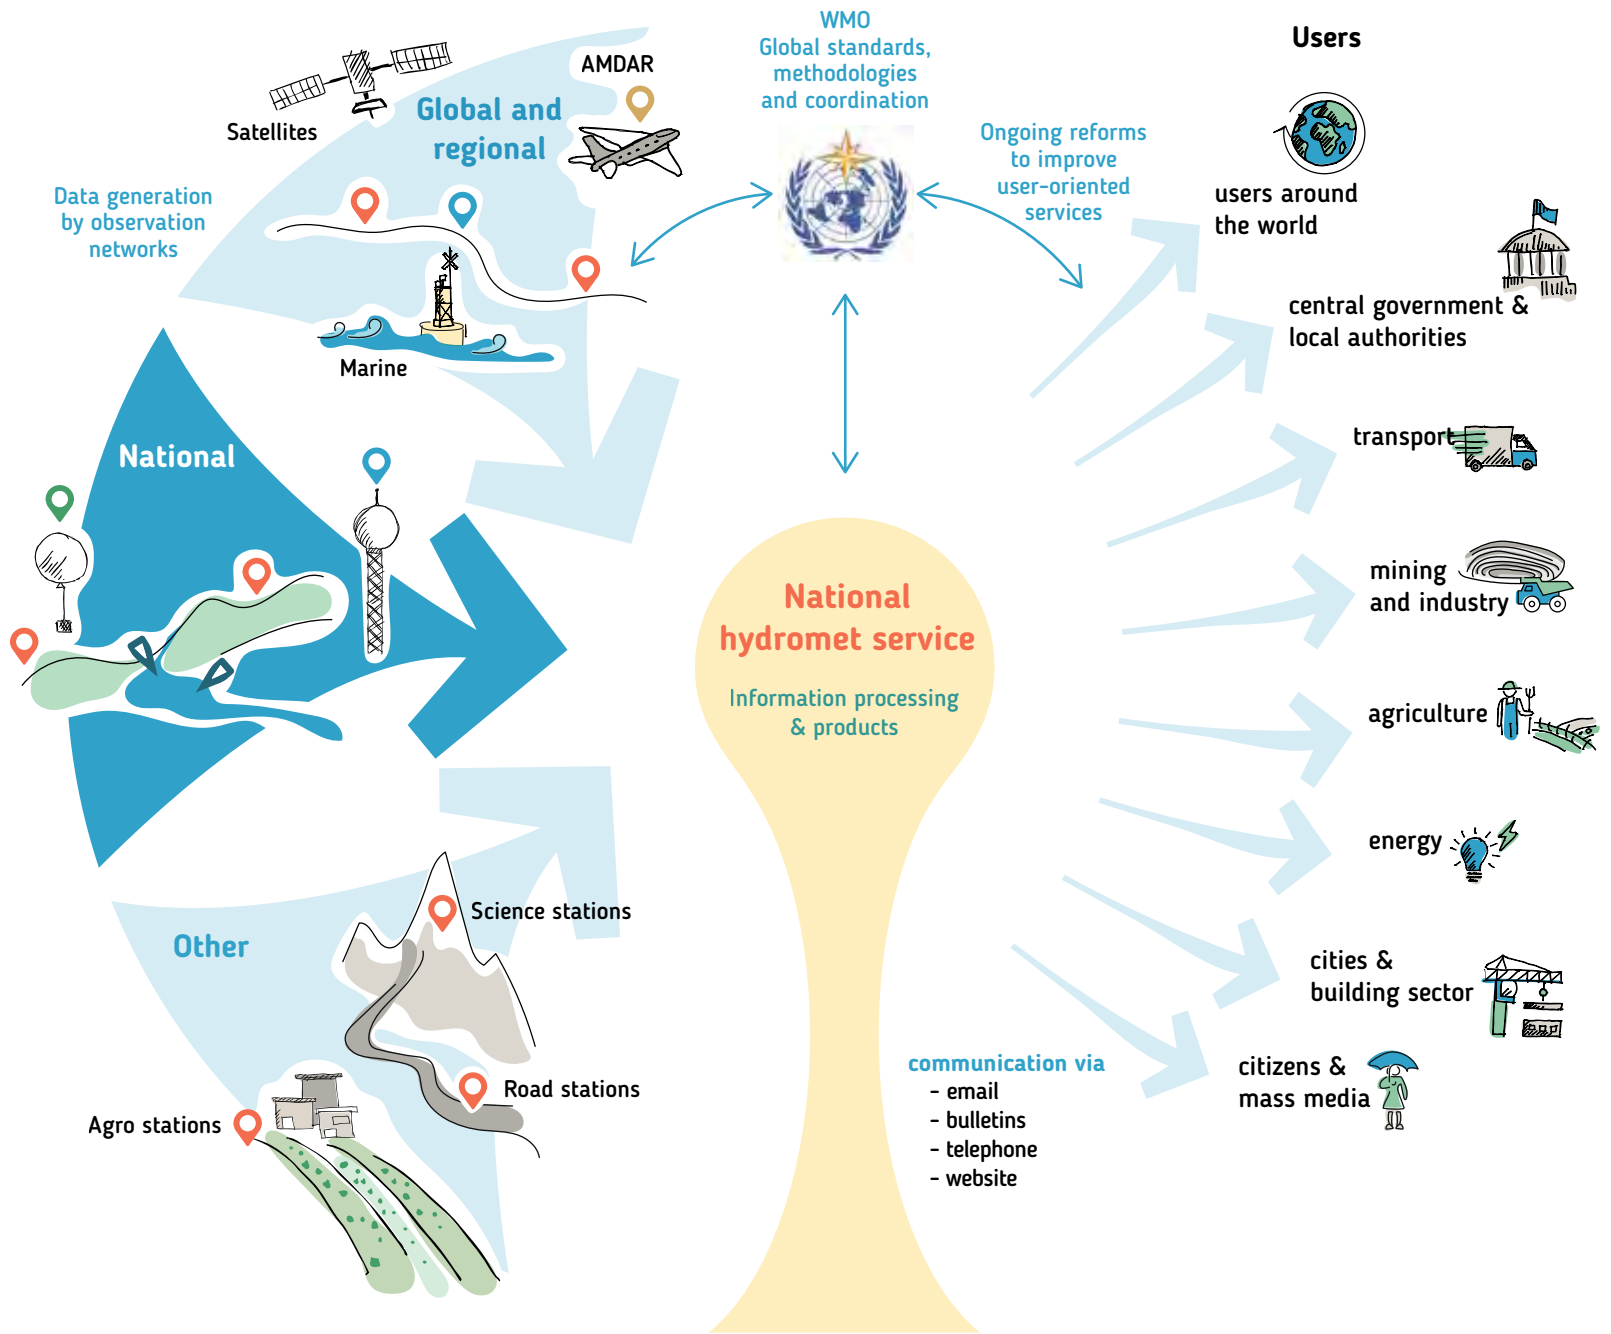 WMO
Global standards,
methodologies
and coordination
Users
AMDAR
Satellites
Global and
regional
Data generation
by observation
networks
Marine
Ongoing reforms
to improve
user-oriented
services
users around
the world
central government &
local authorities
transport
mining
and industry
agriculture
energy
cities &
building sector
citizens &
mass media
National
National
hydromet service
Information processing
& products
Other
Science stations
Road stations
Agro stations
communication via
- email
- bulletins
- telephone
- website